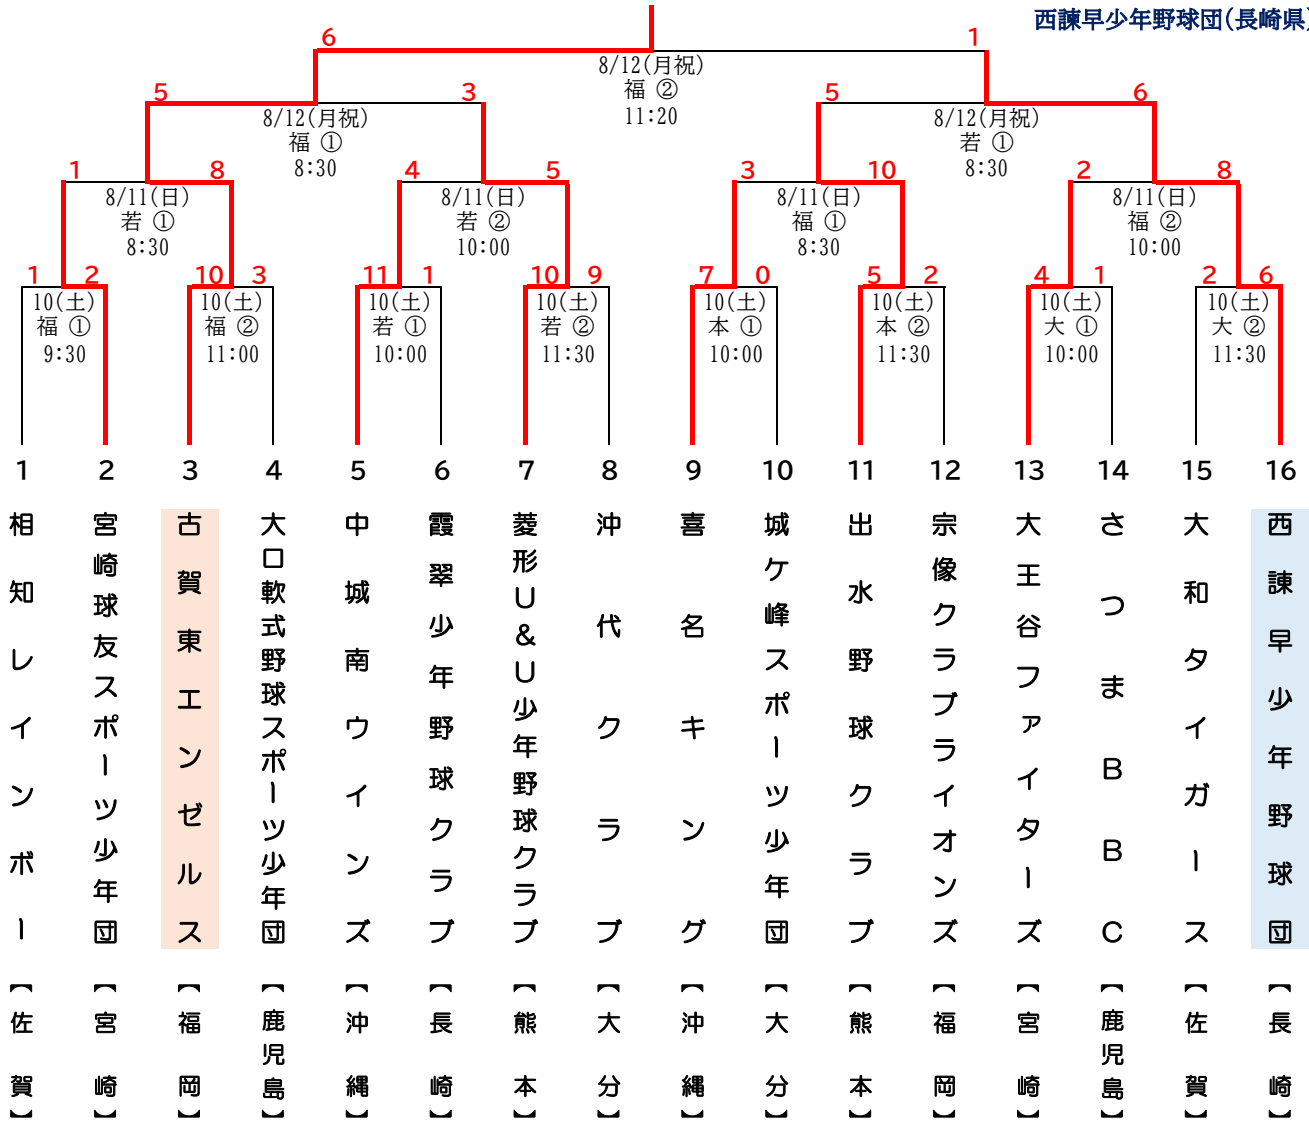 西諫早少年野球団(長崎県)
6 1
8/12(月祝)
福 ②
11:20
5 3 5 6
8/12(月祝) 8/12(月祝)
福 ① 若 ①
8:30 8:30
1 8 4 5 3 10 2 8
8/11(日) 8/11(日) 8/11(日) 8/11(日)
若 ① 若 ② 福 ① 福 ②
8:30 10:00 8:30 10:00
1 2 10 3 11 1 10 9 7 0 5 2 4 1 2 6
10(土) 10(土) 10(土) 10(土) 10(土) 10(土) 10(土) 10(土)
福 ① 福 ② 若 ① 若 ② 本 ① 本 ② 大 ① 大 ②
9:30 11:00 10:00 11:30 10:00 11:30 10:00 11:30
1 2 3 4 5 6 7 8 9 10 11 12 13 14 15 16
相知レインボー【佐賀】
宮崎球友スポーツ少年団【宮崎】
古賀東エンゼルス【福岡】
大口軟式野球スポーツ少年団【鹿児島】
中城南ウインズ【沖縄】
霞翠少年野球クラブ【長崎】
菱形U&U少年野球クラブ【熊本】
沖代クラブ【大分】
喜名キング【沖縄】
城ケ峰スポーツ少年団【大分】
出水野球クラブ【熊本】
宗像クラブライオンズ【福岡】
大王谷ファイターズ【宮崎】
さつまBBC【鹿児島】
大和タイガース【佐賀】
西諫早少年野球団【長崎】